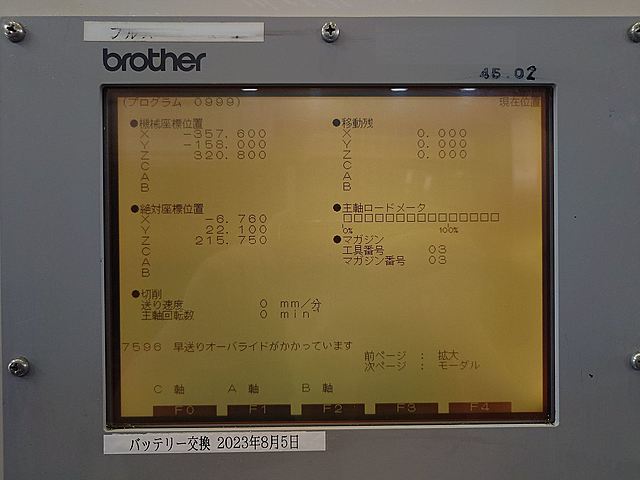 brother
45.02
(プログラム 0999)
現在位置
●機械座標位置
X -357.600
Y -158.000
Z 320.800
C
A
B
●移動残
X 0.000
Y 0.000
Z 0.000
C
A
B
●絶対座標位置
X -6.760
Y 22.100
Z 215.750
C
A
B
●主軸ロードメータ
□□□□□□□□□□□□□□□
0% 100%
●マガジン
工具番号 03
マガジン番号 03
●切削
送り速度 0 mm/分
主軸回転数 0 min⁻¹
7596 早送りオーバライドがかかっています
前ページ : 拡大
次ページ : モーダル
C 軸 A 軸 B 軸
F0 F1 F2 F3 F4
バッテリー交換 2023年8月5日